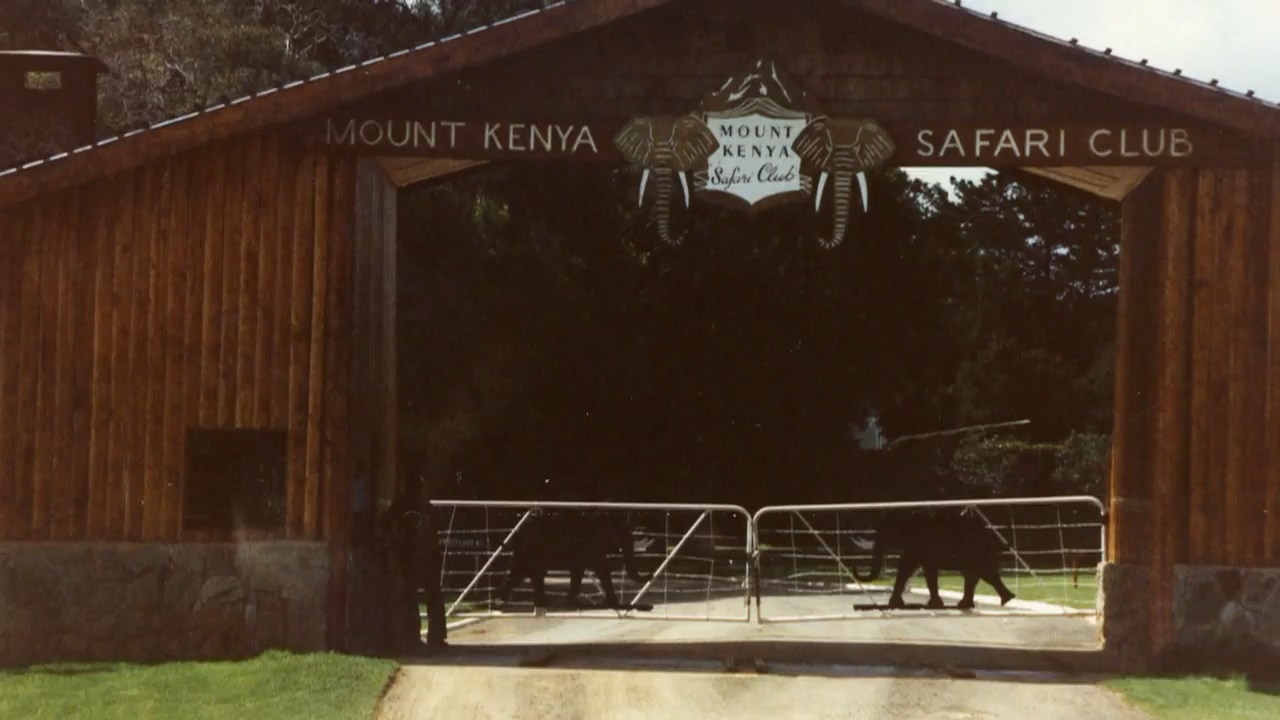 MOUNT KENYA
SAFARI CLUB
MOUNT
KENYA
Safari Club